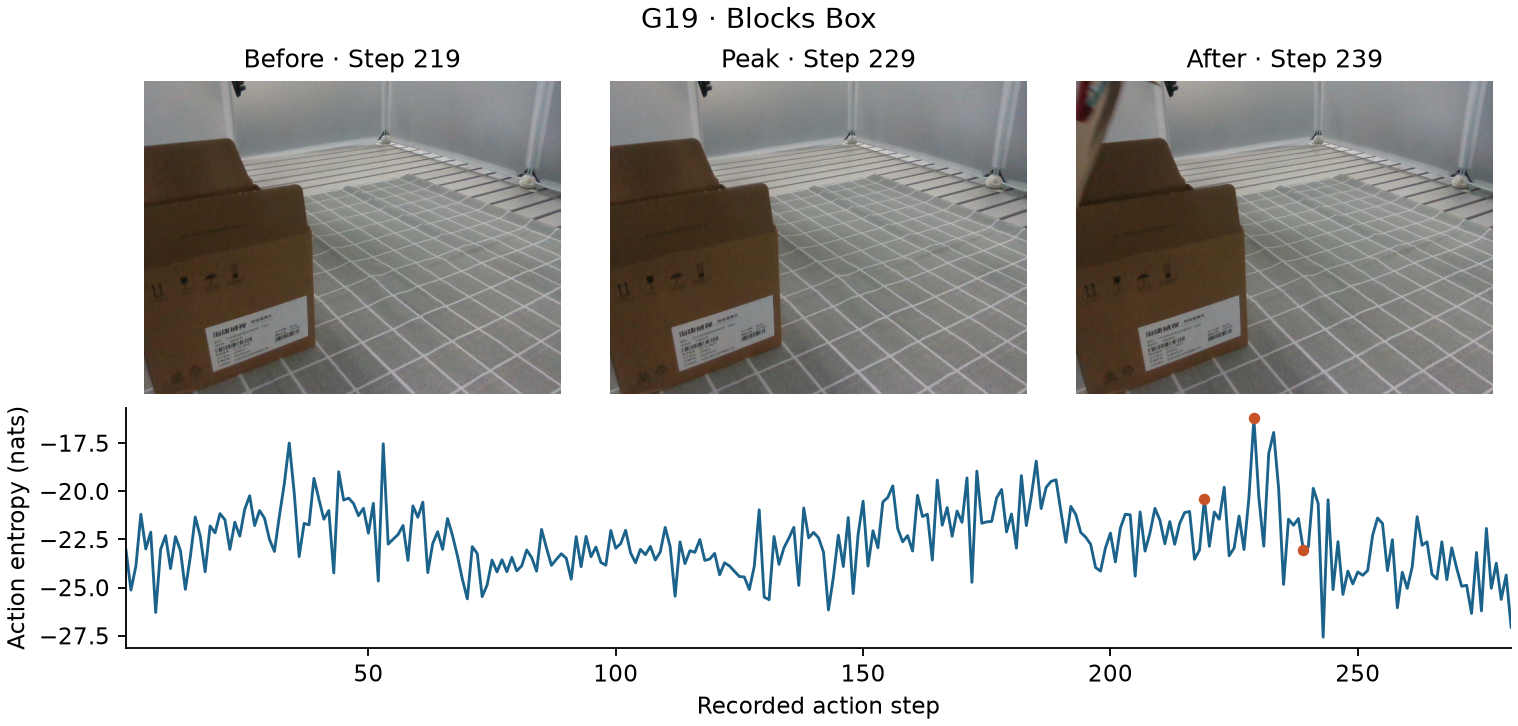 G19 · Blocks Box
Before · Step 219
Peak · Step 229
After · Step 239
Action entropy (nats)
−17.5
−20.0
−22.5
−25.0
−27.5
50
100
150
200
250
Recorded action step